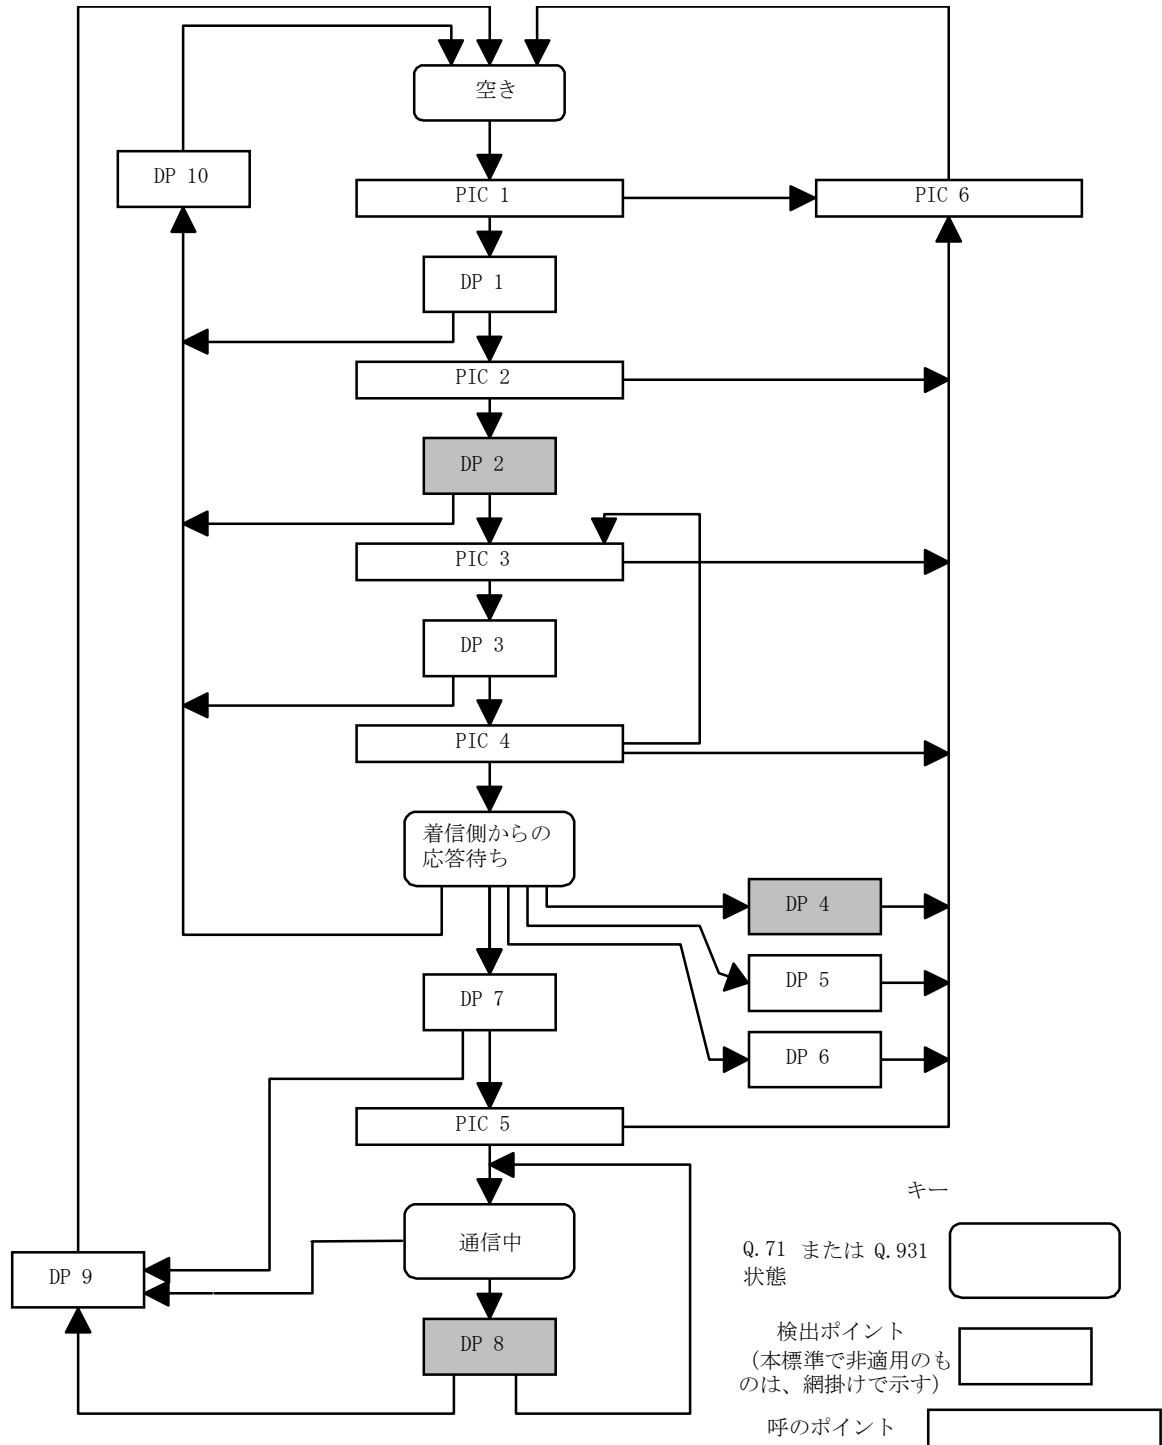 空き
DP 10
PIC 1
PIC 6
DP 1
PIC 2
DP 2
PIC 3
DP 3
PIC 4
着信側からの
応答待ち
DP 4
DP 5
DP 7
DP 6
PIC 5
キー
通信中
Q.71 または Q.931
状態
DP 9
検出ポイント
DP 8
(本標準で非適用のも
のは、網掛けで示す)
呼のポイント